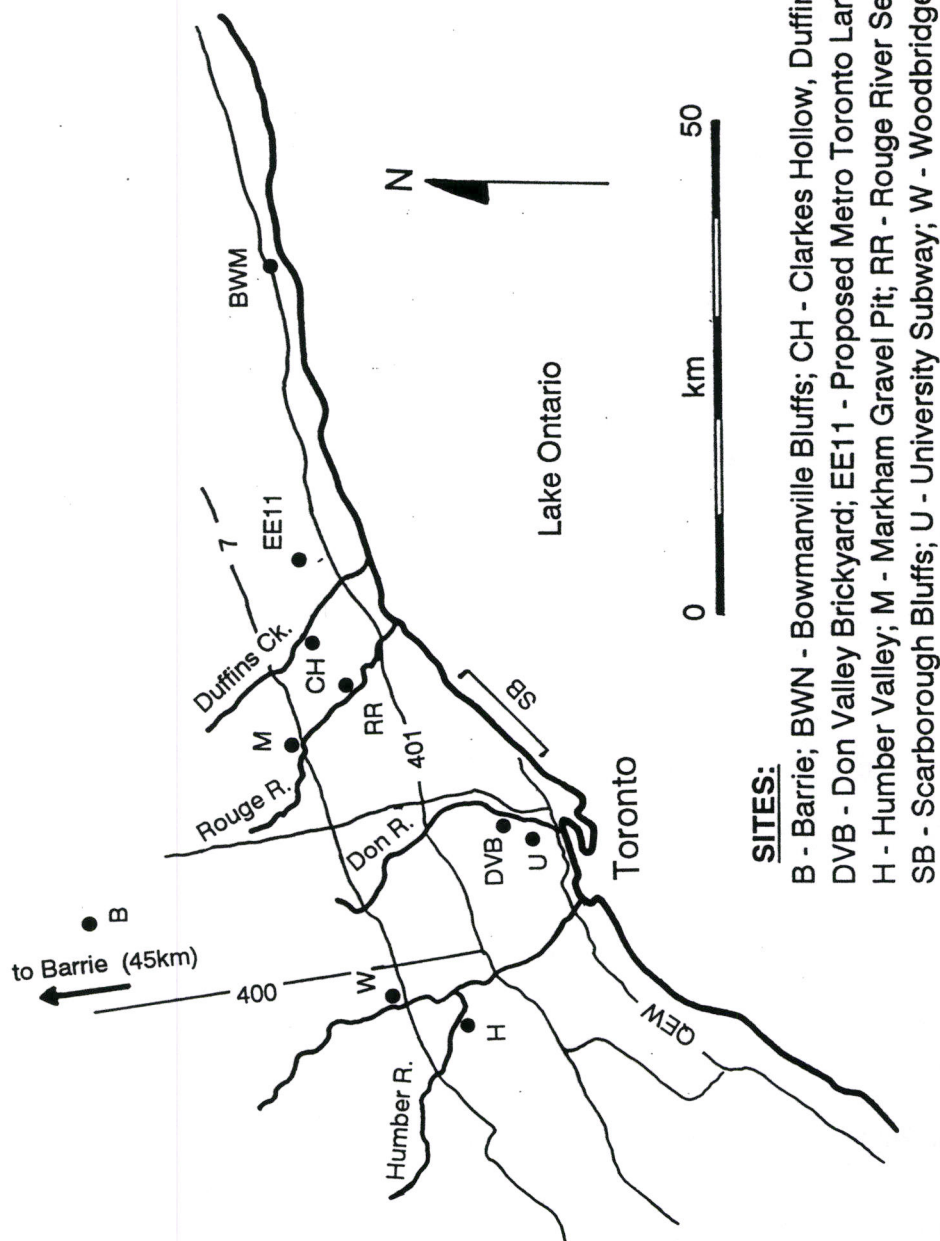 to Barrie (45km)
B
400
W
H
Humber R.
Rouge R.
Don R.
M
Duffins Ck.
7
CH
EE11
RR
401
DVB
U
SB
QEW
Toronto
BWM
Lake Ontario
N
0
km
50
SITES:
B - Barrie; BWN - Bowmanville Bluffs; CH - Clarkes Hollow, Duffin
DVB - Don Valley Brickyard; EE11 - Proposed Metro Toronto Lan
H - Humber Valley; M - Markham Gravel Pit; RR - Rouge River Se
SB - Scarborough Bluffs; U - University Subway; W - Woodbridge